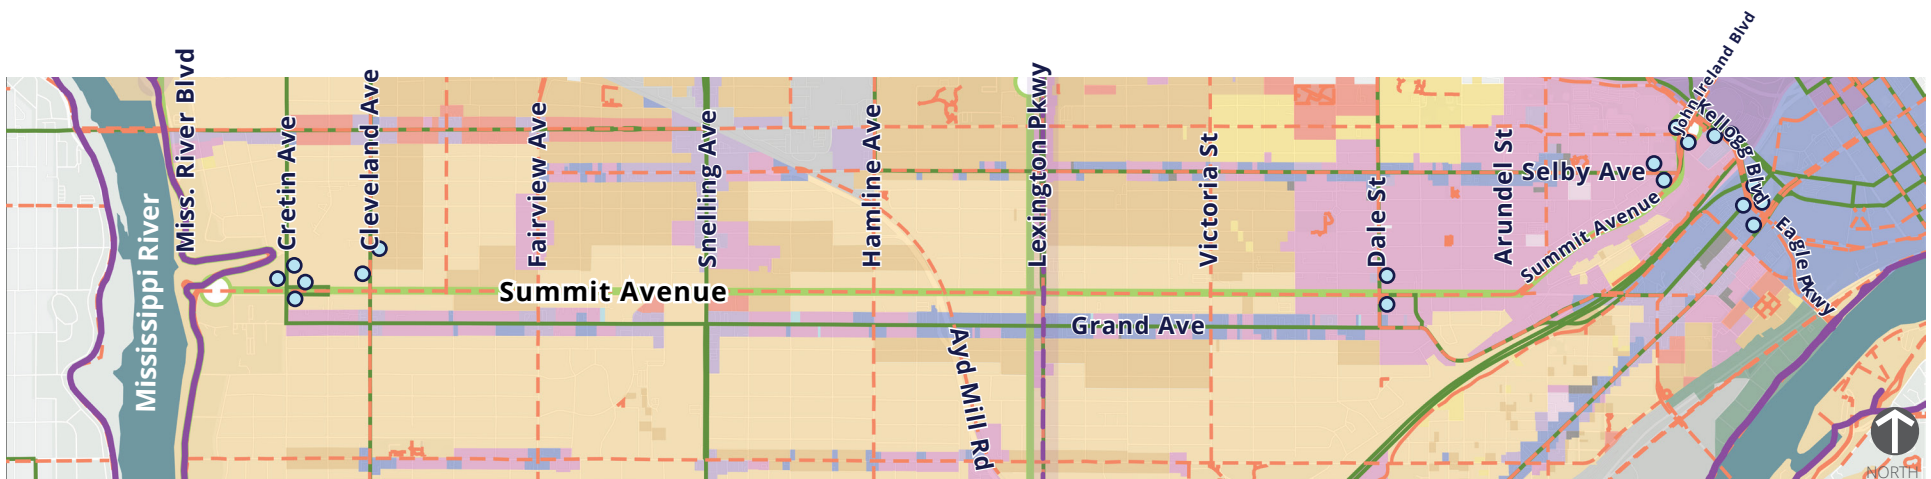 Mississippi River
Miss. River Blvd
Cretin Ave
Cleveland Ave
Fairview Ave
Snelling Ave
Hamline Ave
Lexington Pkwy
Victoria St
Dale St
Arundel St
Selby Ave
John Ireland Blvd
Kellogg Blvd
Summit Avenue
Eagle Pkwy
Summit Avenue
Grand Ave
Ayd Mill Rd
NORTH